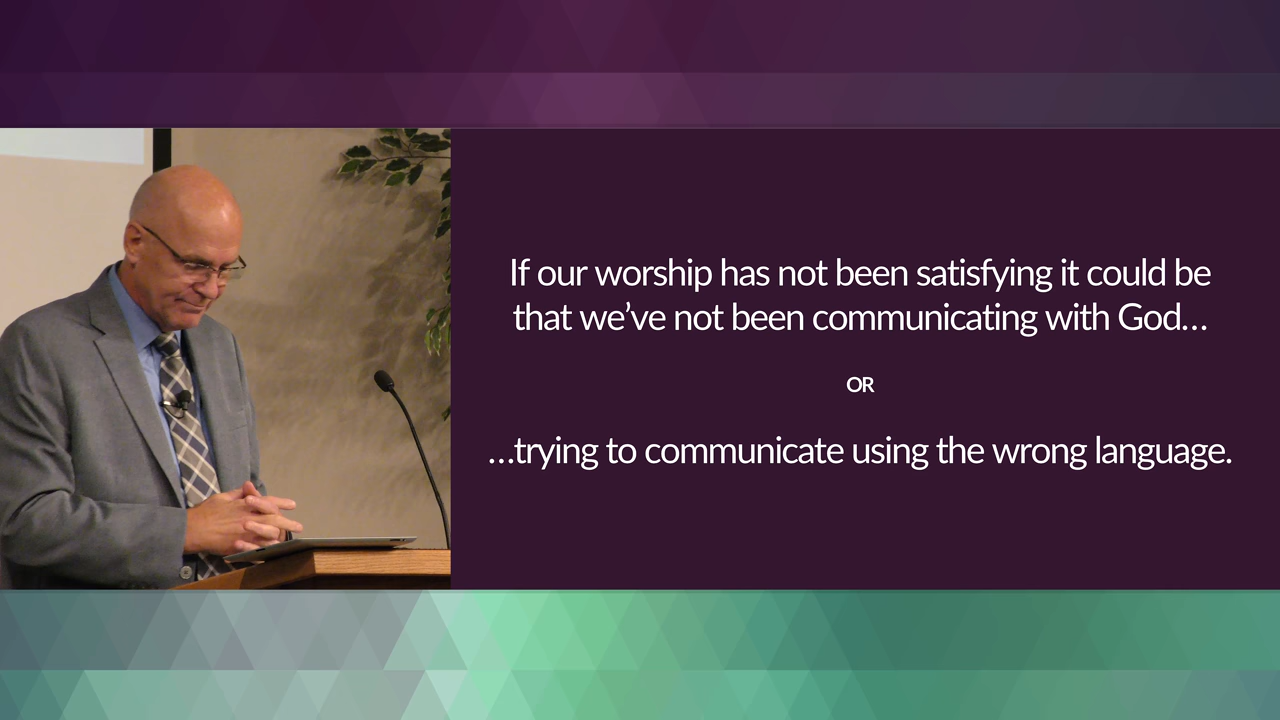 If our worship has not been satisfying it could be
that we’ve not been communicating with God…
OR
…trying to communicate using the wrong language.